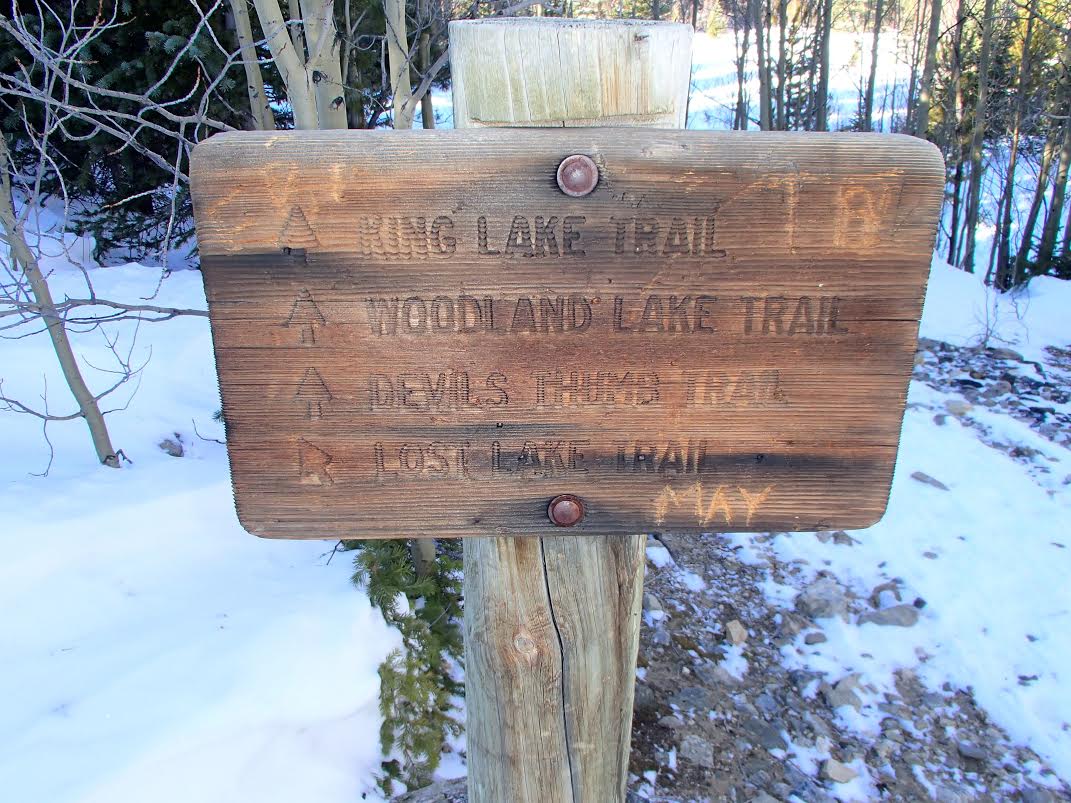 KING LAKE TRAIL
WOODLAND LAKE TRAIL
DEVILS THUMB TRAIL
LOST LAKE TRAIL
MAY